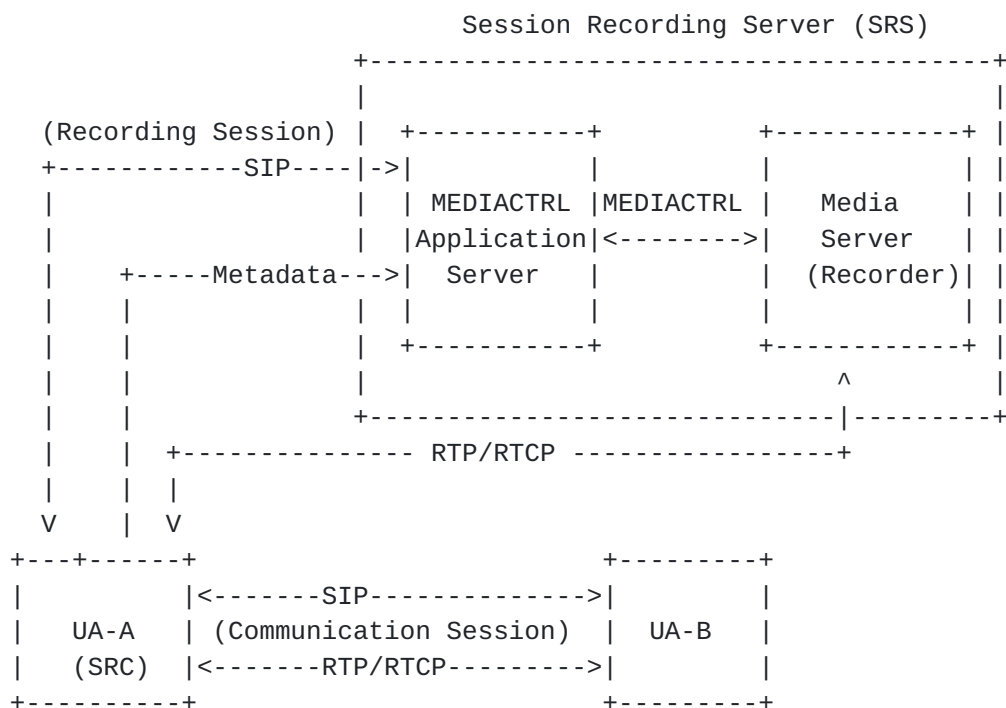 Session Recording Server (SRS)
(Recording Session)
SIP
MEDIACTRL MEDIACTRL Media
Application Server
Metadata Server (Recorder)
RTP/RTCP
SIP
UA-A (Communication Session) UA-B
(SRC) RTP/RTCP